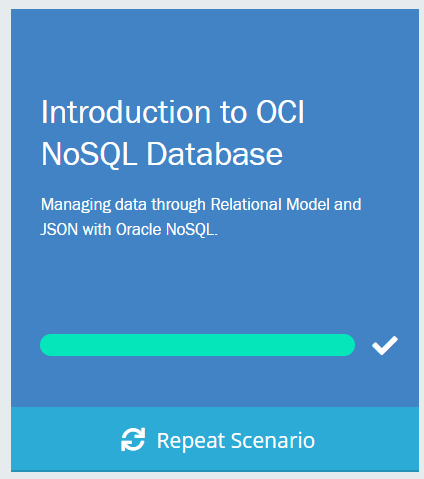 Introduction to OCI
NoSQL Database
Managing data through Relational Model and
JSON with Oracle NoSQL.
Repeat Scenario